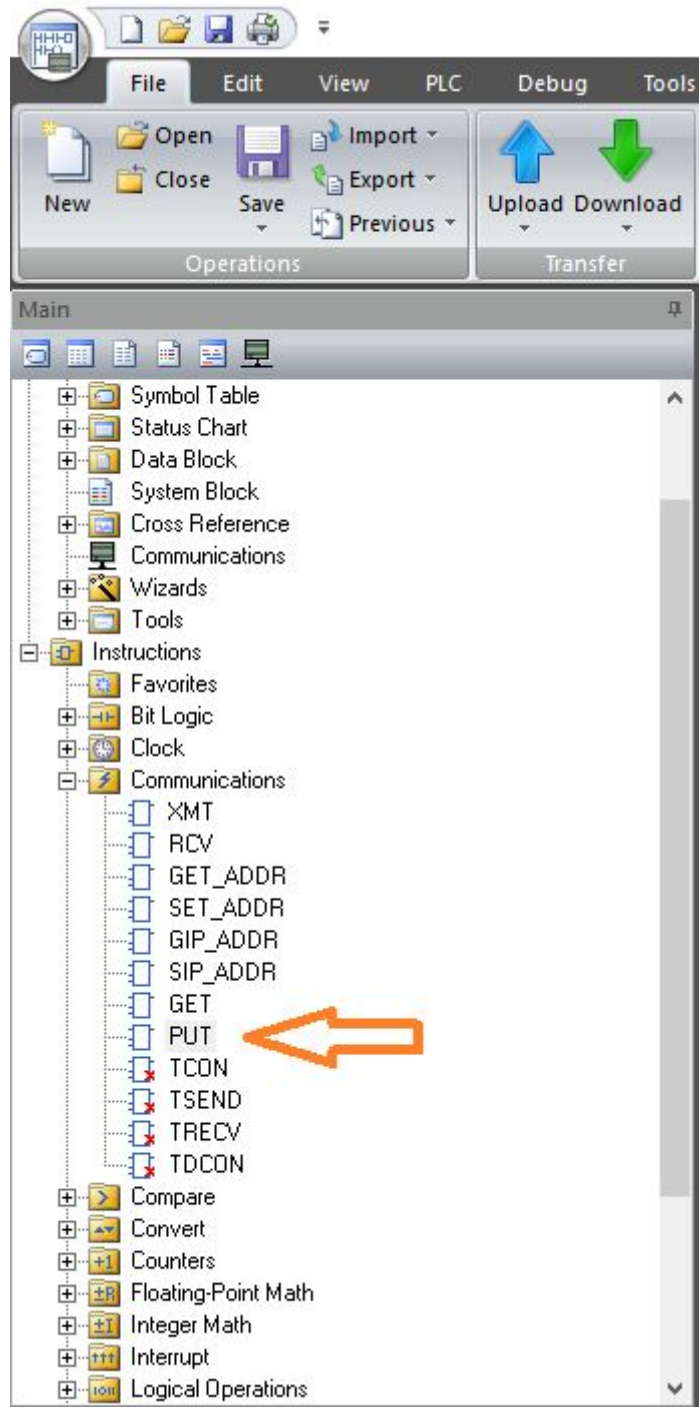 File Edit View PLC Debug Tools
New
Open
Close
Save
Import
Export
Previous
Operations
Upload Download
Transfer
Main
Symbol Table
Status Chart
Data Block
System Block
Cross Reference
Communications
Wizards
Tools
Instructions
Favorites
Bit Logic
Clock
Communications
XMT
RCV
GET_ADDR
SET_ADDR
GIP_ADDR
SIP_ADDR
GET
PUT
TCON
TSEND
TRECV
TDCON
Compare
Convert
Counters
Floating-Point Math
Integer Math
Interrupt
Logical Operations